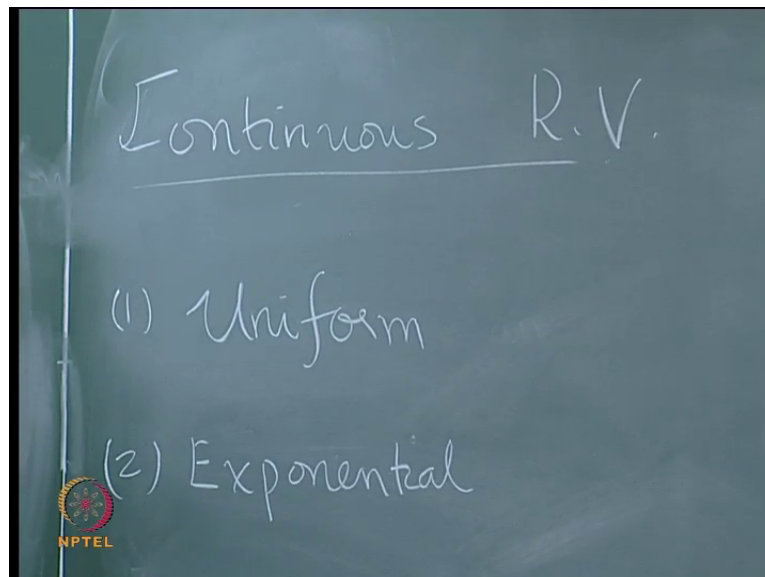 Continuous R.V.
(1) Uniform
(2) Exponential
NPTEL